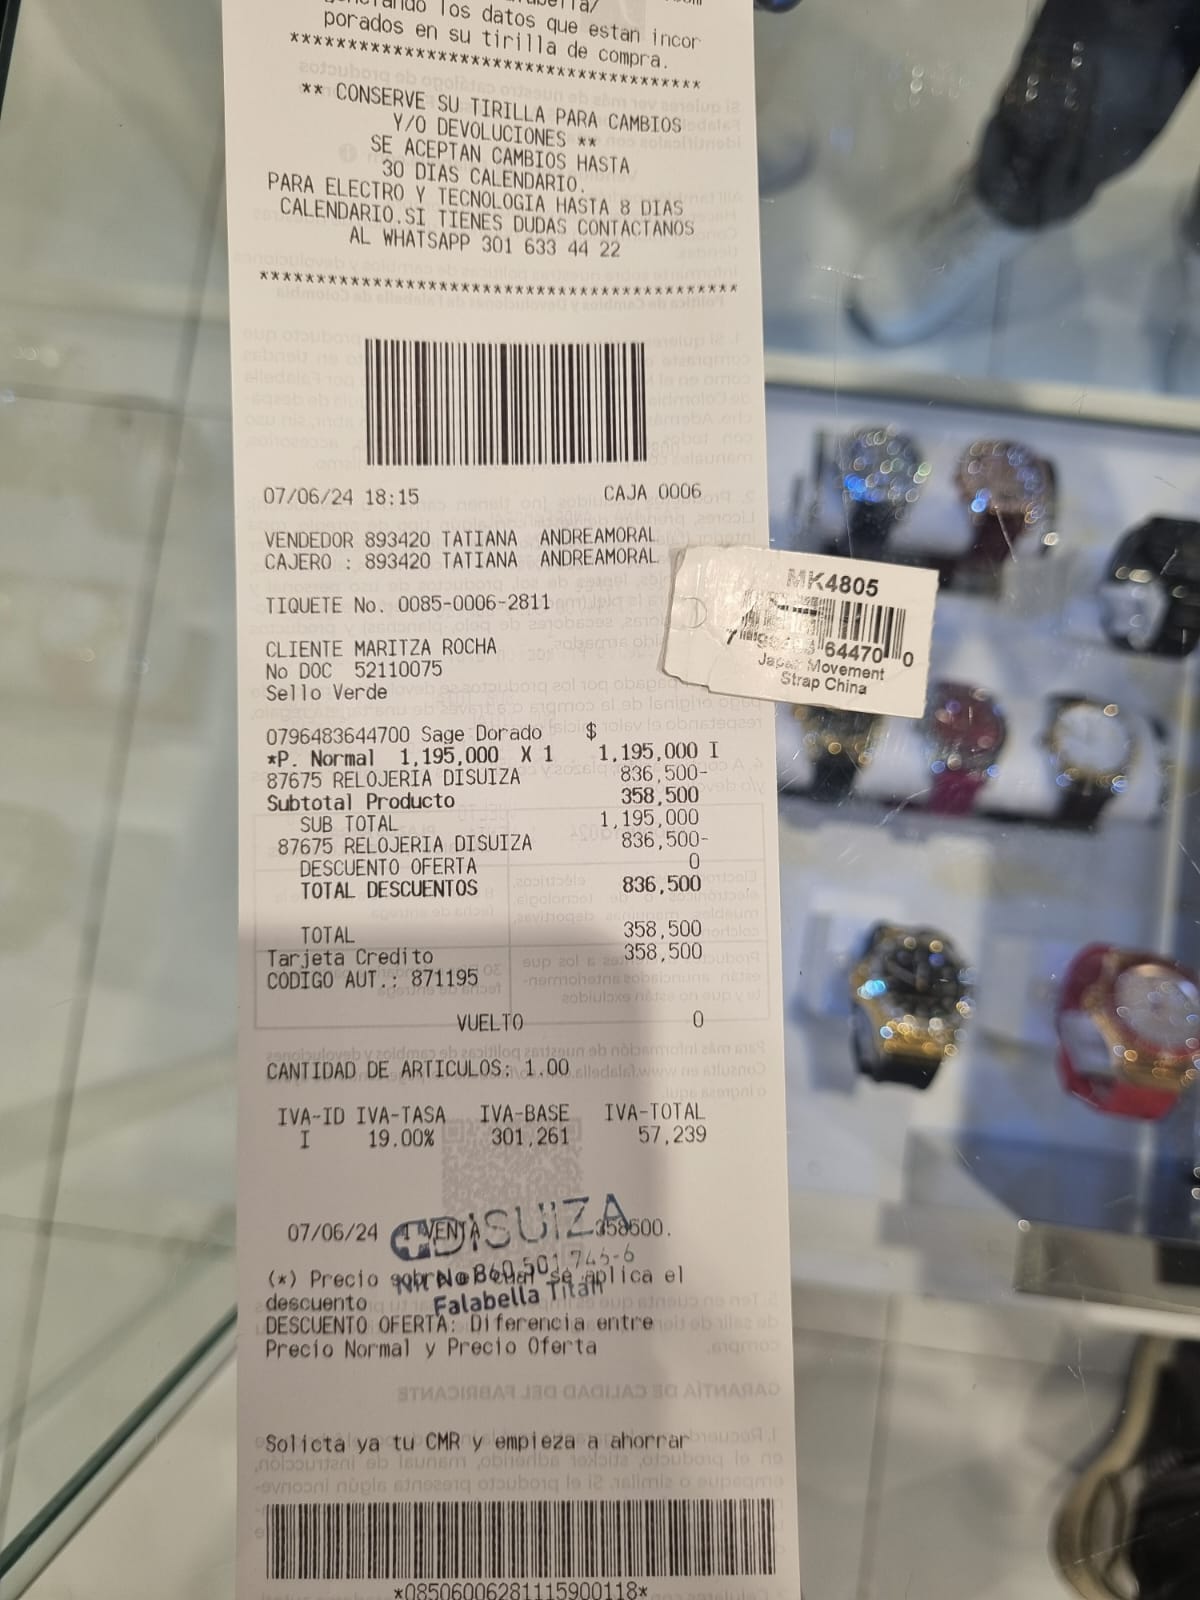 los datos que estan incor
porados en su tirilla de compra.
****************************************
** CONSERVE SU TIRILLA PARA CAMBIOS
Y/O DEVOLUCIONES **
SE ACEPTAN CAMBIOS HASTA
30 DIAS CALENDARIO.
PARA ELECTRO Y TECNOLOGIA HASTA 8 DIAS
CALENDARIO.SI TIENES DUDAS CONTACTANOS
AL WHATSAPP 301 633 44 22
****************************************
07/06/24 18:15 CAJA 0006
VENDEDOR 893420 TATIANA ANDREAMORAL
CAJERO : 893420 TATIANA ANDREAMORAL
TIQUETE No. 0085-0006-2811
CLIENTE MARITZA ROCHA
No DOC 52110075
Sello Verde
0796483644700 Sage Dorado $
*P. Normal 1,195,000 X 1 1,195,000 I
87675 RELOJERIA DISUIZA 836,500-
Subtotal Producto 358,500
SUB TOTAL 1,195,000
87675 RELOJERIA DISUIZA 836,500-
DESCUENTO OFERTA 0
TOTAL DESCUENTOS 836,500
TOTAL 358,500
Tarjeta Credito 358,500
CODIGO AUT.: 871195
VUELTO 0
CANTIDAD DE ARTICULOS: 1.00
IVA-ID IVA-TASA IVA-BASE IVA-TOTAL
I 19.00% 301,261 57,239
07/06/24 1 VENTA 358500.
DISUIZA
Nit No 860.501.745-6
Falabella Titan
(*) Precio sobre el cual se aplica el
descuento
DESCUENTO OFERTA: Diferencia entre
Precio Normal y Precio Oferta
Solicta ya tu CMR y empieza a ahorrar
*08506006281115900118*
MK4805
64470 0
Japan Movement
Strap China